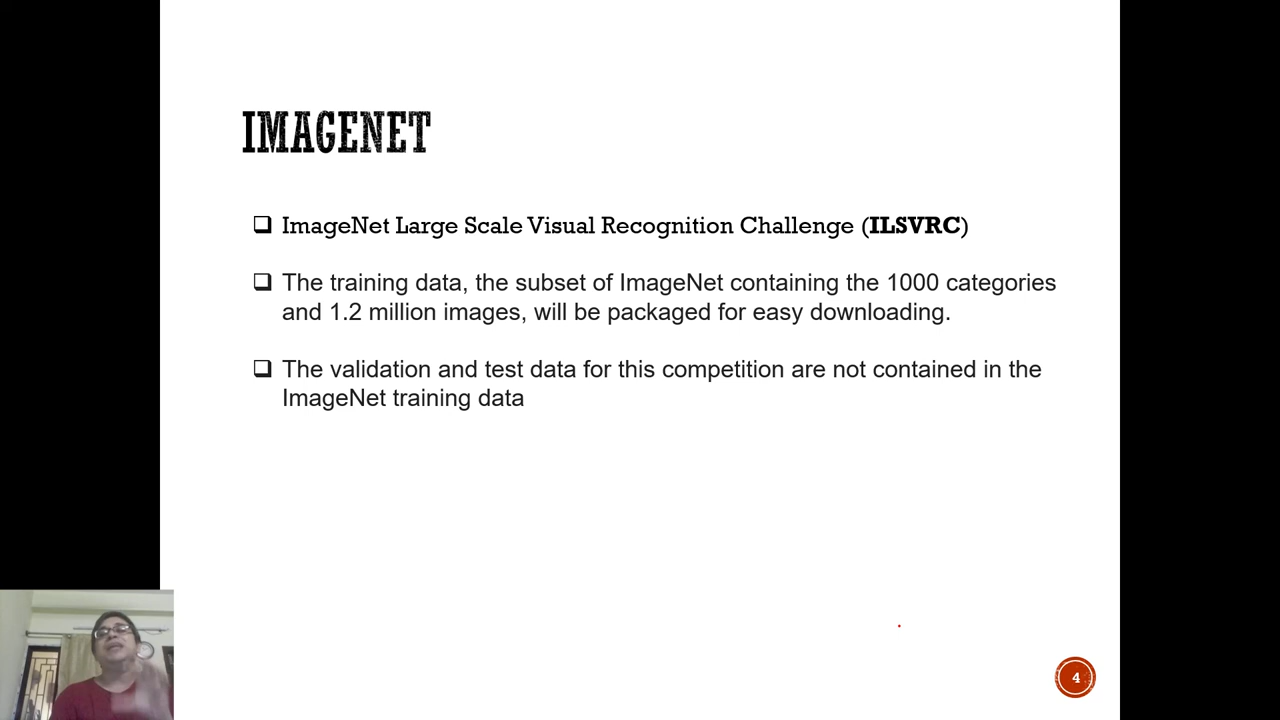 IMAGENET
ImageNet Large Scale Visual Recognition Challenge (ILSVRC)
The training data, the subset of ImageNet containing the 1000 categories
and 1.2 million images, will be packaged for easy downloading.
The validation and test data for this competition are not contained in the
ImageNet training data
4